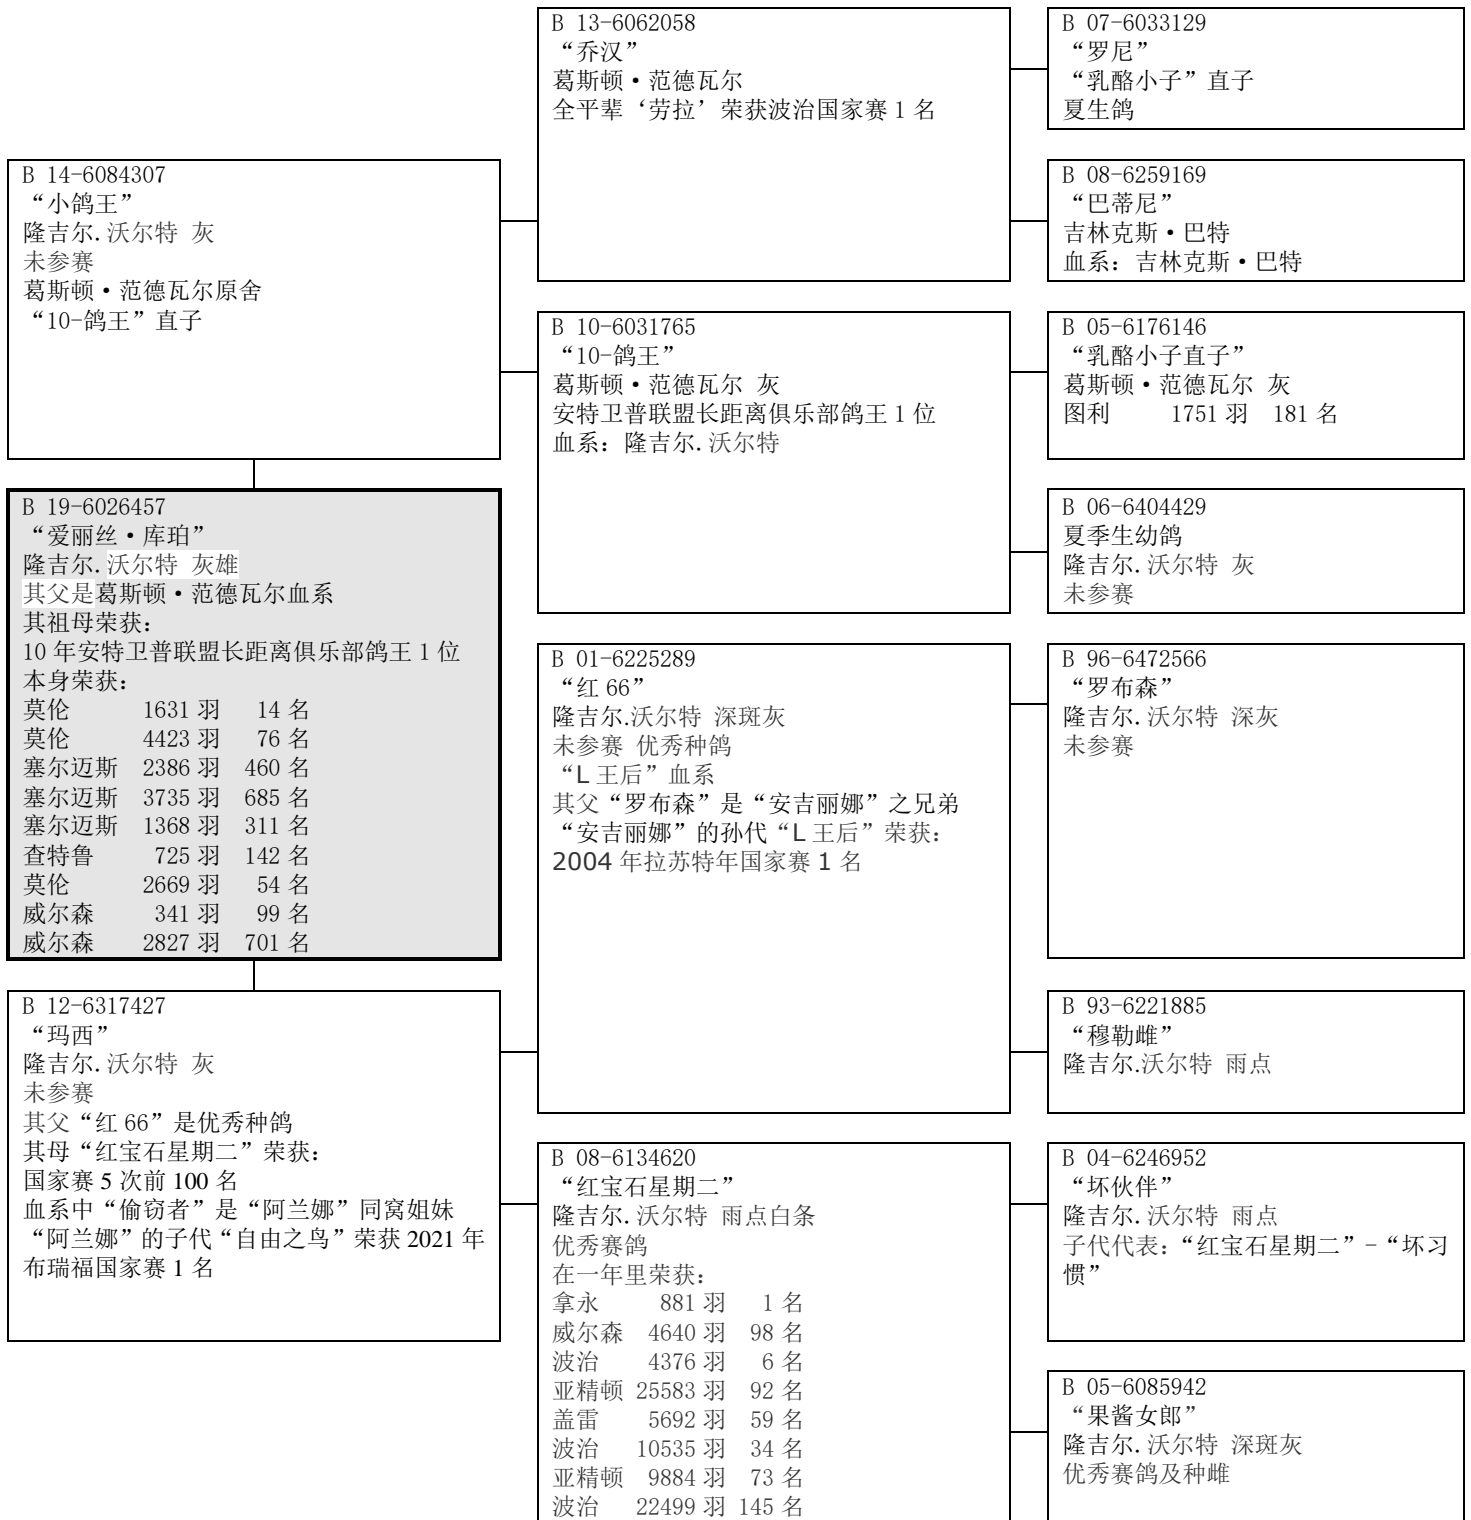 B 14-6084307
“小鸽王”
隆吉尔.沃尔特 灰
未参赛
葛斯顿·范德瓦尔原舍
“10-鸽王”直子
B 19-6026457
“爱丽丝·库珀”
隆吉尔.沃尔特 灰雄
其父是葛斯顿·范德瓦尔血系
其祖母荣获:
10 年安特卫普联盟长距离俱乐部鸽王 1 位
本身荣获:
莫伦 1631 羽 14 名
莫伦 4423 羽 76 名
塞尔迈斯 2386 羽 460 名
塞尔迈斯 3735 羽 685 名
塞尔迈斯 1368 羽 311 名
查特鲁 725 羽 142 名
莫伦 2669 羽 54 名
威尔森 341 羽 99 名
威尔森 2827 羽 701 名
B 12-6317427
“玛西”
隆吉尔.沃尔特 灰
未参赛
其父“红 66”是优秀种鸽
其母“红宝石星期二”荣获:
国家赛 5 次前 100 名
血系中“偷窃者”是“阿兰娜”同窝姐妹
“阿兰娜”的子代“自由之鸟”荣获 2021 年
布瑞福国家赛 1 名
B 13-6062058
“乔汉”
葛斯顿·范德瓦尔
全平辈‘劳拉’荣获波治国家赛 1 名
B 10-6031765
“10-鸽王”
葛斯顿·范德瓦尔 灰
安特卫普联盟长距离俱乐部鸽王 1 位
血系: 隆吉尔.沃尔特
B 01-6225289
“红 66”
隆吉尔.沃尔特 深斑灰
未参赛 优秀种鸽
“L 王后”血系
其父“罗布森”是“安吉丽娜”之兄弟
“安吉丽娜”的孙代“L 王后”荣获:
2004 年拉苏特年国家赛 1 名
B 08-6134620
“红宝石星期二”
隆吉尔.沃尔特 雨点白条
优秀赛鸽
在一年里荣获:
拿永 881 羽 1 名
威尔森 4640 羽 98 名
波治 4376 羽 6 名
亚精顿 25583 羽 92 名
盖雷 5692 羽 59 名
波治 10535 羽 34 名
亚精顿 9884 羽 73 名
波治 22499 羽 145 名
B 07-6033129
“罗尼”
“乳酪小子”直子
夏生鸽
B 08-6259169
“巴蒂尼”
吉林克斯·巴特
血系: 吉林克斯·巴特
B 05-6176146
“乳酪小子直子”
葛斯顿·范德瓦尔 灰
图利 1751 羽 181 名
B 06-6404429
夏季生幼鸽
隆吉尔.沃尔特 灰
未参赛
B 96-6472566
“罗布森”
隆吉尔.沃尔特 深灰
未参赛
B 93-6221885
“穆勒雌”
隆吉尔.沃尔特 雨点
B 04-6246952
“坏伙伴”
隆吉尔.沃尔特 雨点
子代代表: “红宝石星期二”-“坏习
惯”
B 05-6085942
“果酱女郎”
隆吉尔.沃尔特 深斑灰
优秀赛鸽及种雌